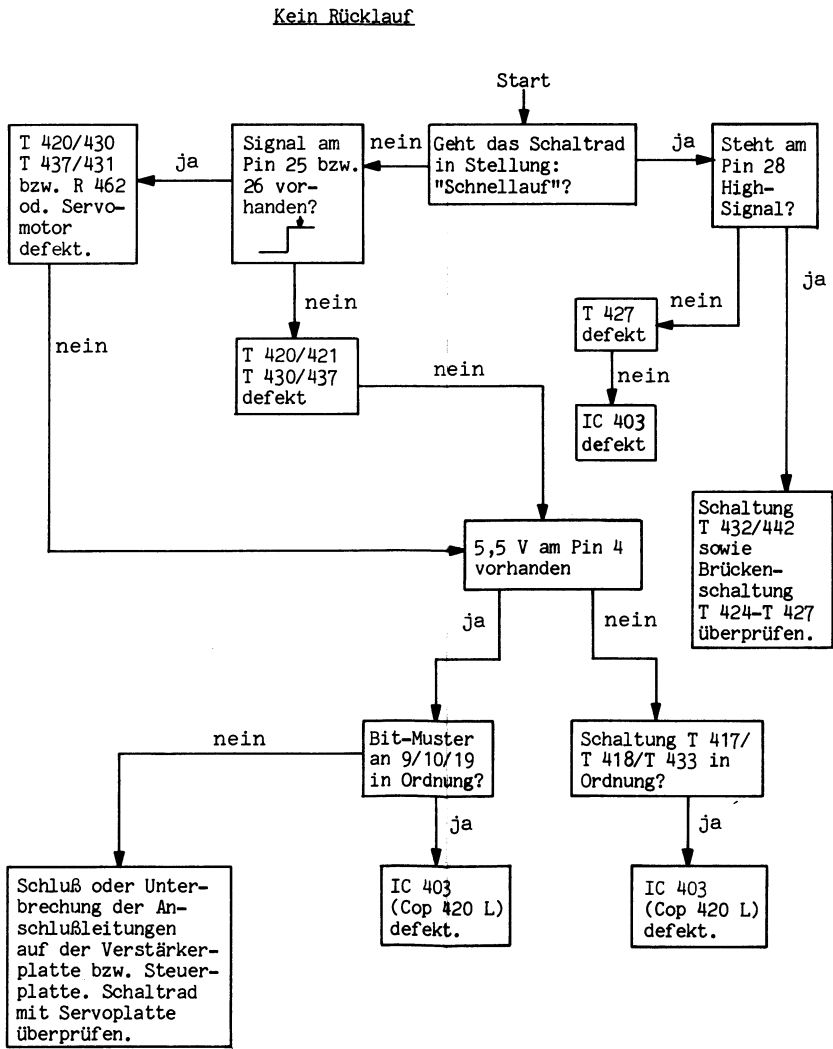 Kein Rücklauf
Start
Geht das Schaltrad
in Stellung:
"Schnellauf"?
nein
ja
Signal am
Pin 25 bzw.
26 vor-
handen?
ja
nein
T 420/430
T 437/431
bzw. R 462
od. Servo-
motor
defekt.
nein
T 420/421
T 430/437
defekt
nein
Steht am
Pin 28
High-
Signal?
nein
ja
T 427
defekt
nein
IC 403
defekt
Schaltung
T 432/442
sowie
Brücken-
schaltung
T 424-T 427
überprüfen.
5,5 V am Pin 4
vorhanden
ja
nein
Bit-Muster
an 9/10/19
in Ordnung?
nein
ja
Schaltung T 417/
T 418/T 433 in
Ordnung?
ja
Schluß oder Unter-
brechung der An-
schlußleitungen
auf der Verstärker-
platte bzw. Steuer-
platte. Schaltrad
mit Servoplatte
überprüfen.
IC 403
(Cop 420 L)
defekt.
IC 403
(Cop 420 L)
defekt.